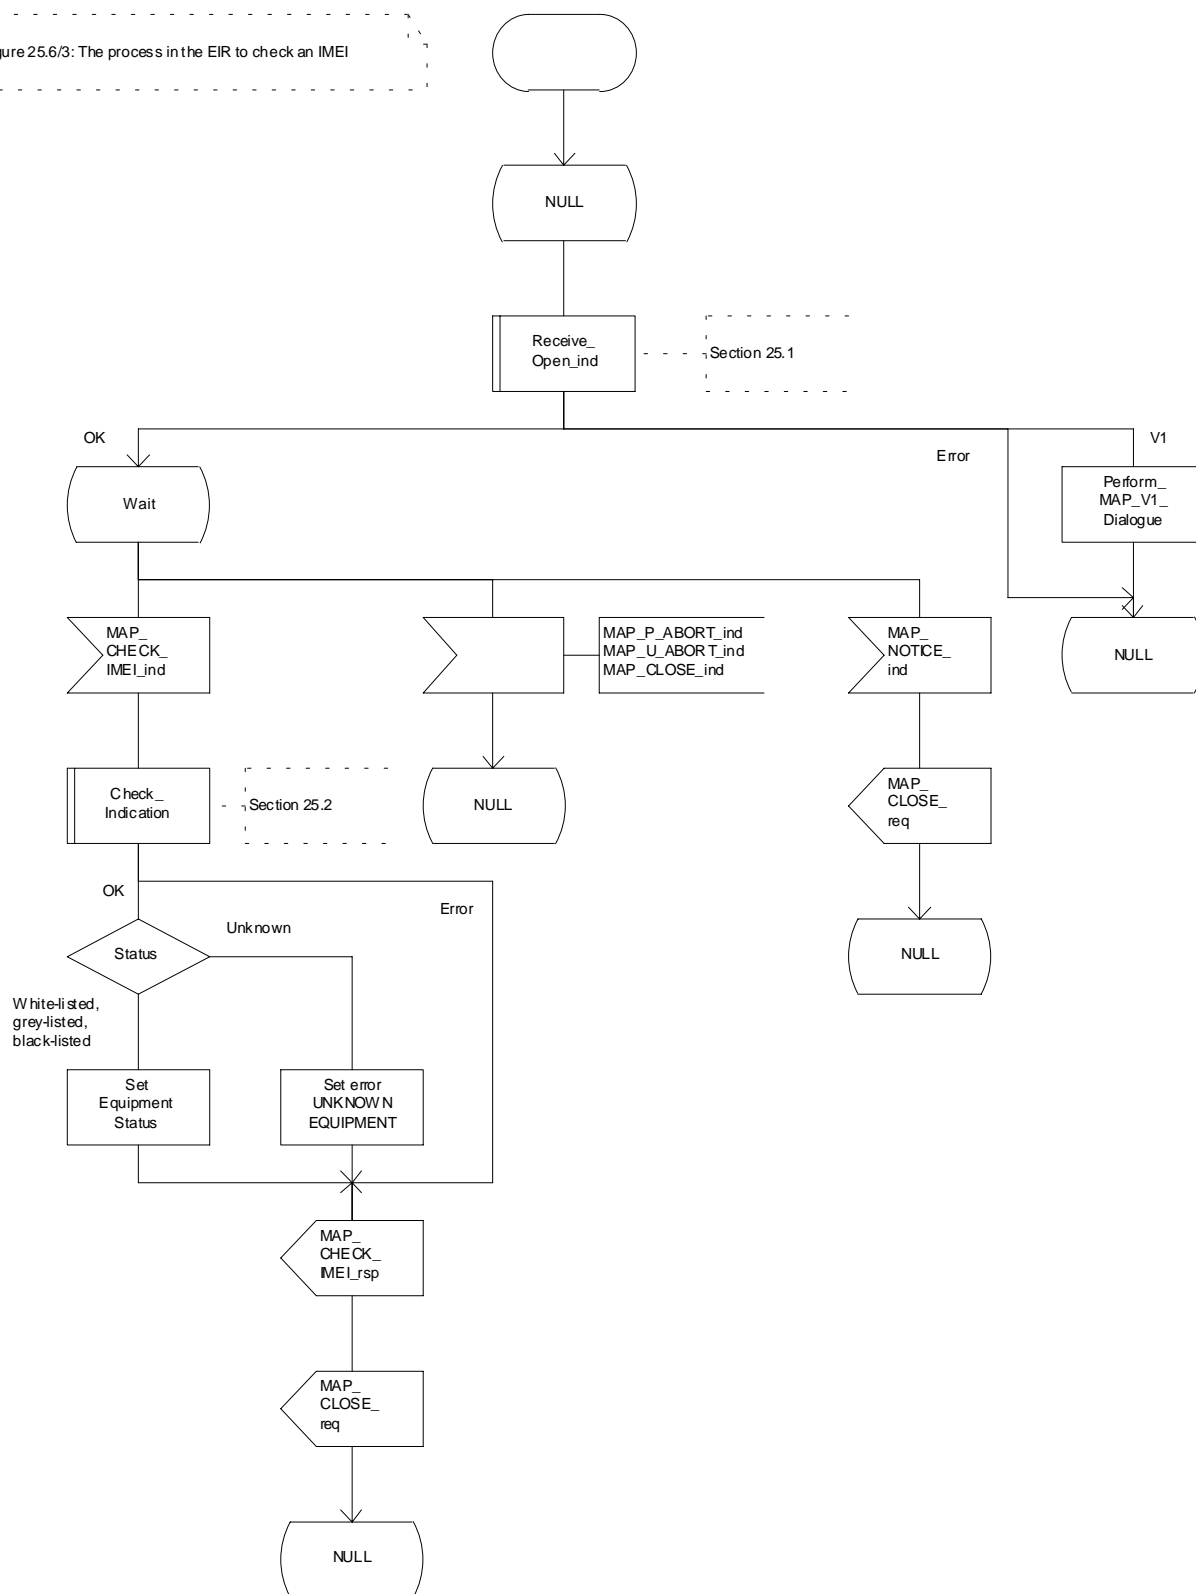 gure 25.6/3: The process in the EIR to check an IMEI
NULL
Receive_
Open_ind
Section 25.1
OK
Error
V1
Wait
Perform_
MAP_V1_
Dialogue
MAP_
CHECK_
IMEI_ind
MAP_P_ABORT_ind
MAP_U_ABORT_ind
MAP_CLOSE_ind
MAP_
NOTICE_
ind
NULL
Check_
Indication
Section 25.2
NULL
MAP_
CLOSE_
req
OK
Error
Unknown
Status
NULL
White-listed,
grey-listed,
black-listed
Set
Equipment
Status
Set error
UNKNOWN
EQUIPMENT
MAP_
CHECK_
IMEI_rsp
MAP_
CLOSE_
req
NULL